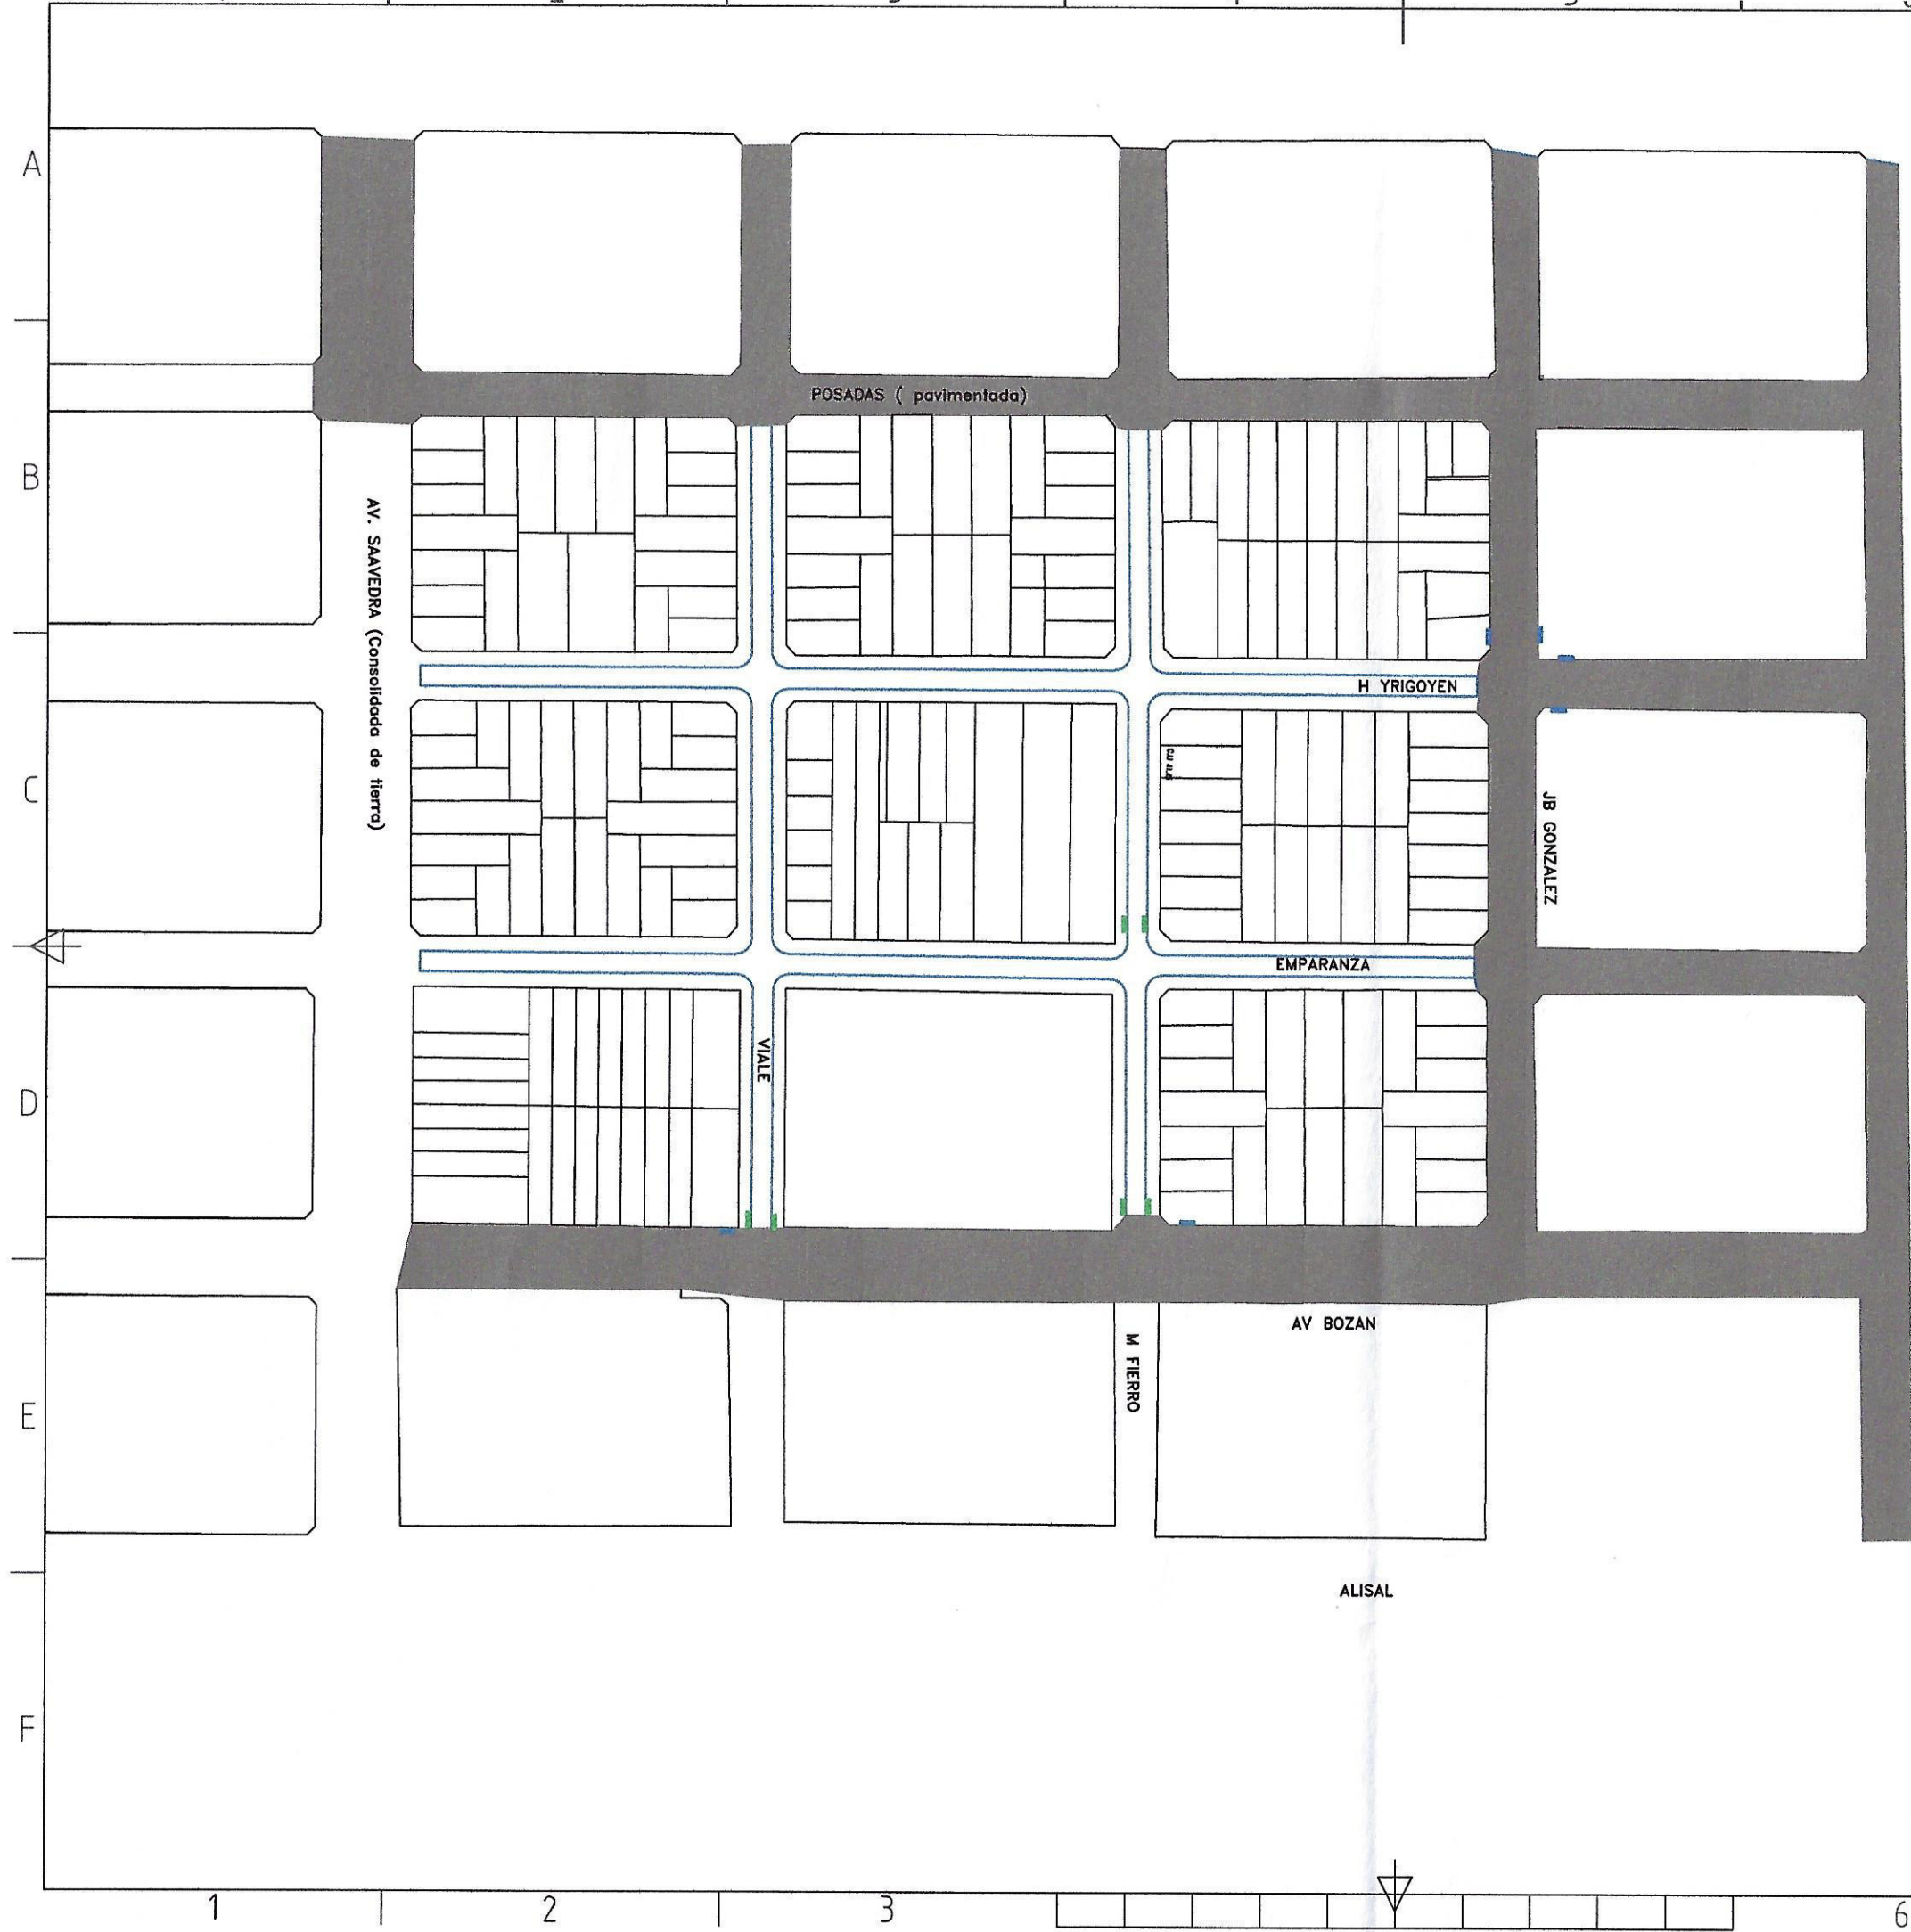 A
POSADAS ( pavimentada)
B
AV. SAAVEDRA (Consolidada de tierra)
H YRIGOYEN
C
JB GONZALEZ
EMPARANZA
VIALE
D
AV BOZAN
M FIERRO
E
ALISAL
F
1
2
3
6